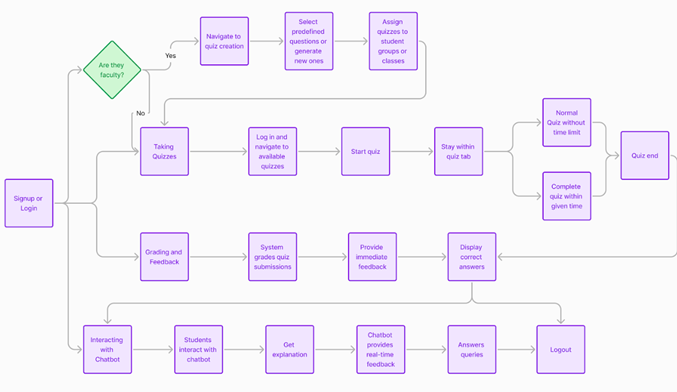 Navigate to
quiz creation
Select
predefined
questions or
generate
new ones
Assign
quizzes to
student
groups or
classes
Are they
faculty?
Yes
No
Taking
Quizzes
Log in and
navigate to
available
quizzes
Start quiz
Stay within
quiz tab
Normal
Quiz without
time limit
Complete
quiz within
given time
Quiz end
Signup or
Login
Grading and
Feedback
System
grades quiz
submissions
Provide
immediate
feedback
Display
correct
answers
Interacting
with
Chatbot
Students
interact with
chatbot
Get
explanation
Chatbot
provides
real-time
feedback
Answers
queries
Logout